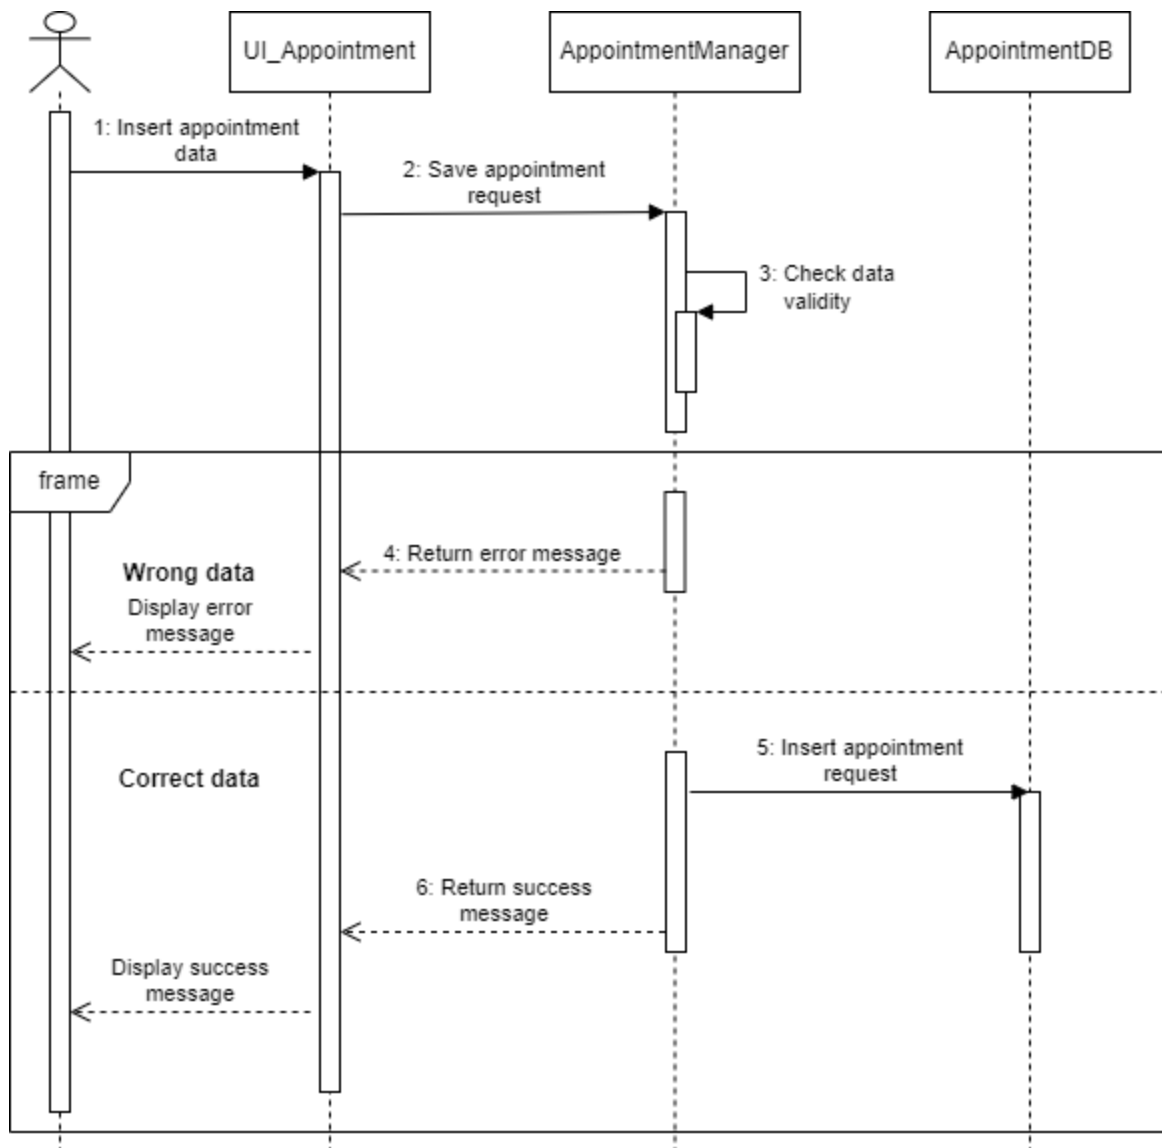 UI_Appointment
AppointmentManager
AppointmentDB
1: Insert appointment
data
2: Save appointment
request
3: Check data
validity
frame
4: Return error message
Wrong data
Display error
message
5: Insert appointment
request
Correct data
6: Return success
message
Display success
message